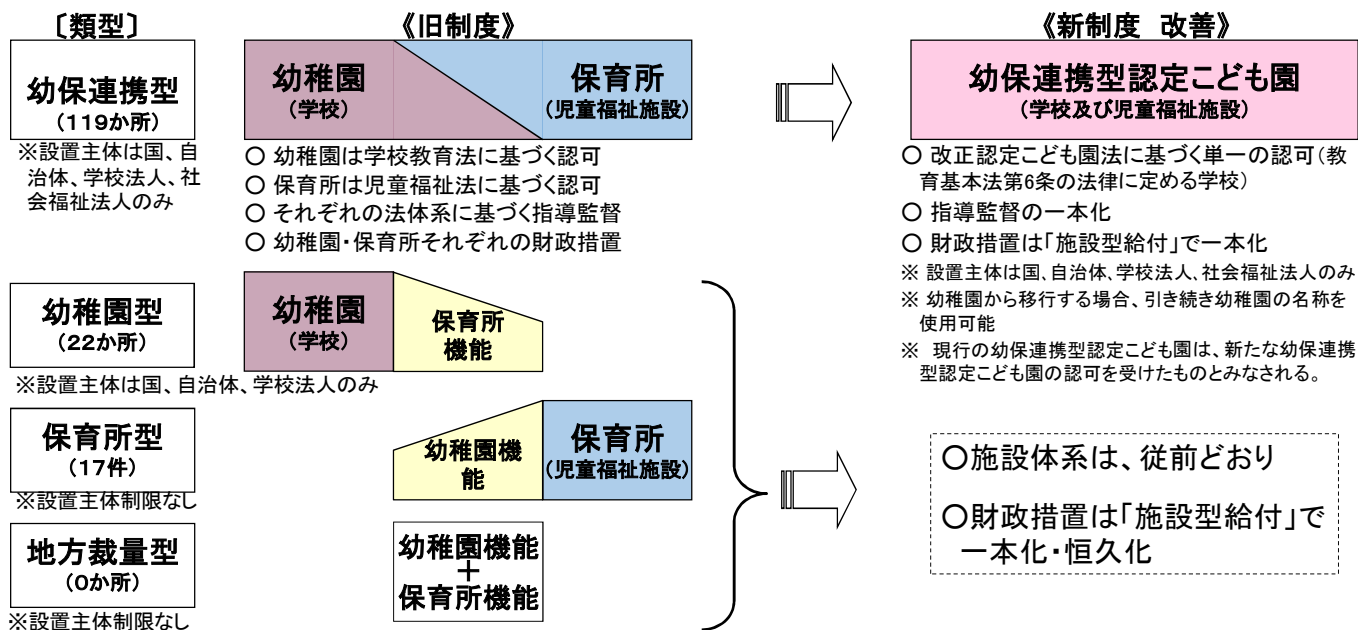 〔類型〕
《旧制度》
《新制度 改善》
幼保連携型
(119か所)
※設置主体は国、自
治体、学校法人、社
会福祉法人のみ
幼稚園
(学校)
保育所
(児童福祉施設)
○ 幼稚園は学校教育法に基づく認可
○ 保育所は児童福祉法に基づく認可
○ それぞれの法体系に基づく指導監督
○ 幼稚園・保育所それぞれの財政措置
幼保連携型認定こども園
(学校及び児童福祉施設)
○ 改正認定こども園法に基づく単一の認可(教
育基本法第6条の法律に定める学校)
○ 指導監督の一本化
○ 財政措置は「施設型給付」で一本化
※ 設置主体は国、自治体、学校法人、社会福祉法人のみ
※ 幼稚園から移行する場合、引き続き幼稚園の名称を
使用可能
※ 現行の幼保連携型認定こども園は、新たな幼保連携
型認定こども園の認可を受けたものとみなされる。
幼稚園型
(22か所)
※設置主体は国、自治体、学校法人のみ
幼稚園
(学校)
保育所
機能
保育所型
(17件)
※設置主体制限なし
幼稚園機
能
保育所
(児童福祉施設)
地方裁量型
(0か所)
※設置主体制限なし
幼稚園機能
+
保育所機能
○施設体系は、従前どおり
○財政措置は「施設型給付」で
一本化・恒久化